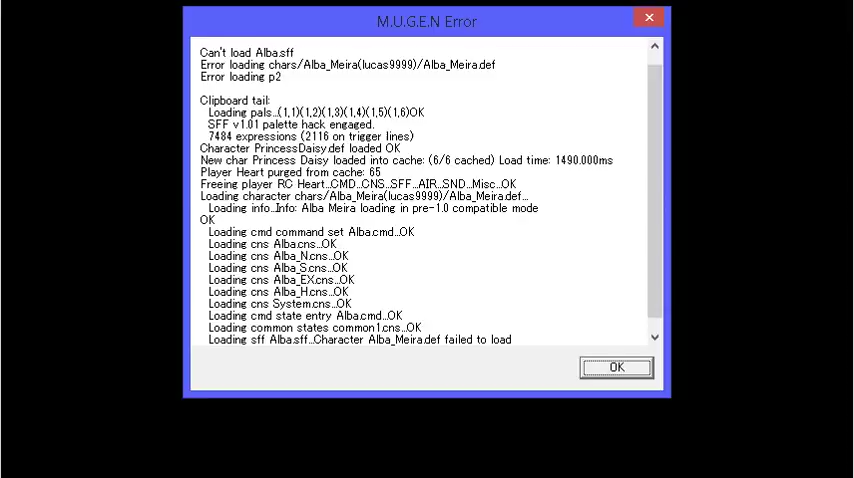 M.U.G.E.N Error
Can't load Alba.sff
Error loading chars/Alba_Meira(lucas9999)/Alba_Meira.def
Error loading p2
Clipboard tail:
Loading pals...(1,1)(1,2)(1,3)(1,4)(1,5)(1,6)OK
SFF v1.01 palette hack engaged.
7484 expressions (2116 on trigger lines)
Character PrincessDaisy.def loaded OK
New char Princess Daisy loaded into cache: (6/6 cached) Load time: 1490.000ms
Player Heart purged from cache: 65
Freeing player RC Heart...CMD...CNS...SFF...AIR...SND...Misc...OK
Loading character chars/Alba_Meira(lucas9999)/Alba_Meira.def...
Loading info...Info: Alba Meira loading in pre-1.0 compatible mode
OK
Loading cmd command set Alba.cmd...OK
Loading cns Alba.cns...OK
Loading cns Alba_N.cns...OK
Loading cns Alba_S.cns...OK
Loading cns Alba_EX.cns...OK
Loading cns Alba_H.cns...OK
Loading cns System.cns...OK
Loading cmd state entry Alba.cmd...OK
Loading common states common1.cns...OK
Loading sff Alba.sff...Character Alba_Meira.def failed to load
OK